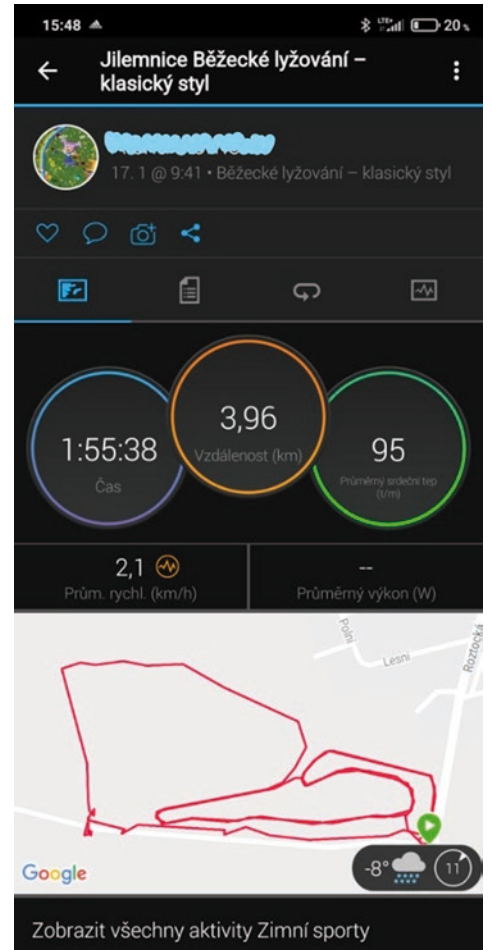 15:48
LTE+
20 %
Jilemnice Běžecké lyžování –
klasický styl
17. 1 @ 9:41 • Běžecké lyžování – klasický styl
1:55:38
Čas
3,96
Vzdálenost (km)
95
Průměrný srdeční tep
(t/m)
2,1
Prům. rychl. (km/h)
--
Průměrný výkon (W)
Polní
Lesní
Roztocká
Google
-8°
11
Zobrazit všechny aktivity Zimní sporty